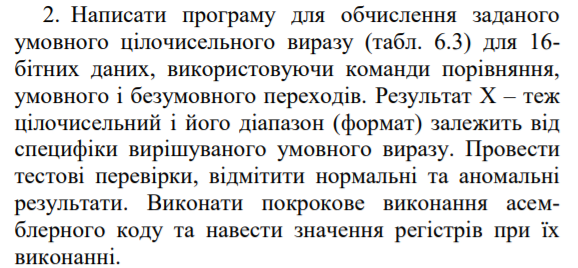 2. Написати програму для обчислення заданого
умовного цілочисельного виразу (табл. 6.3) для 16-
бітних даних, використовуючи команди порівняння,
умовного і безумовного переходів. Результат X – теж
цілочисельний і його діапазон (формат) залежить від
специфіки вирішуваного умовного виразу. Провести
тестові перевірки, відмітити нормальні та аномальні
результати. Виконати покрокове виконання асем-
блерного коду та навести значення регістрів при їх
виконанні.